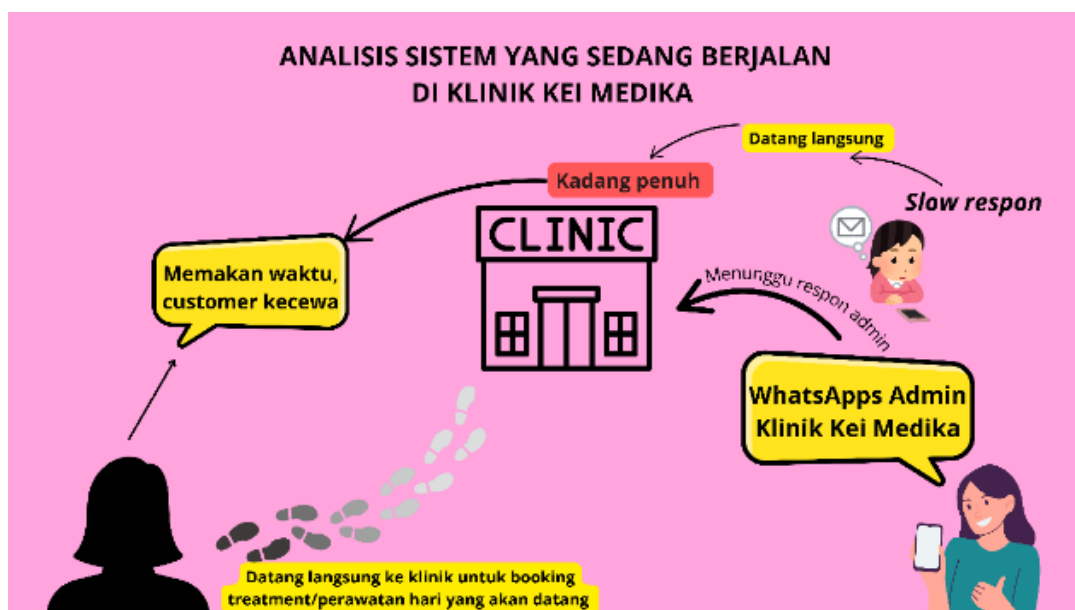 ANALISIS SISTEM YANG SEDANG BERJALAN
DI KLINIK KEI MEDIKA
Datang langsung
Kadang penuh
Slow respon
CLINIC
Memakan waktu,
customer kecewa
Menunggu respon admin
WhatsApps Admin
Klinik Kei Medika
Datang langsung ke klinik untuk booking
treatment/perawatan hari yang akan datang